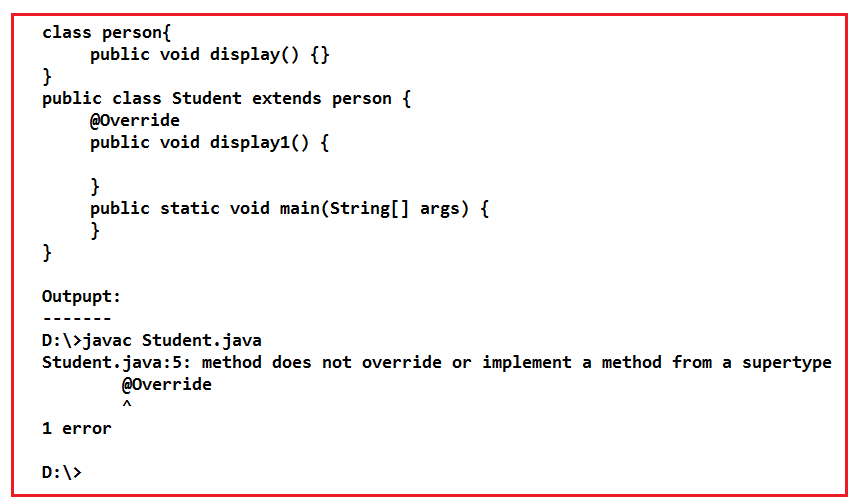 class person{
public void display() {}
}
public class Student extends person {
@Override
public void display1() {
}
public static void main(String[] args) {
}
}
Outpupt:
-------
D:\>javac Student.java
Student.java:5: method does not override or implement a method from a supertype
@Override
^
1 error
D:\>